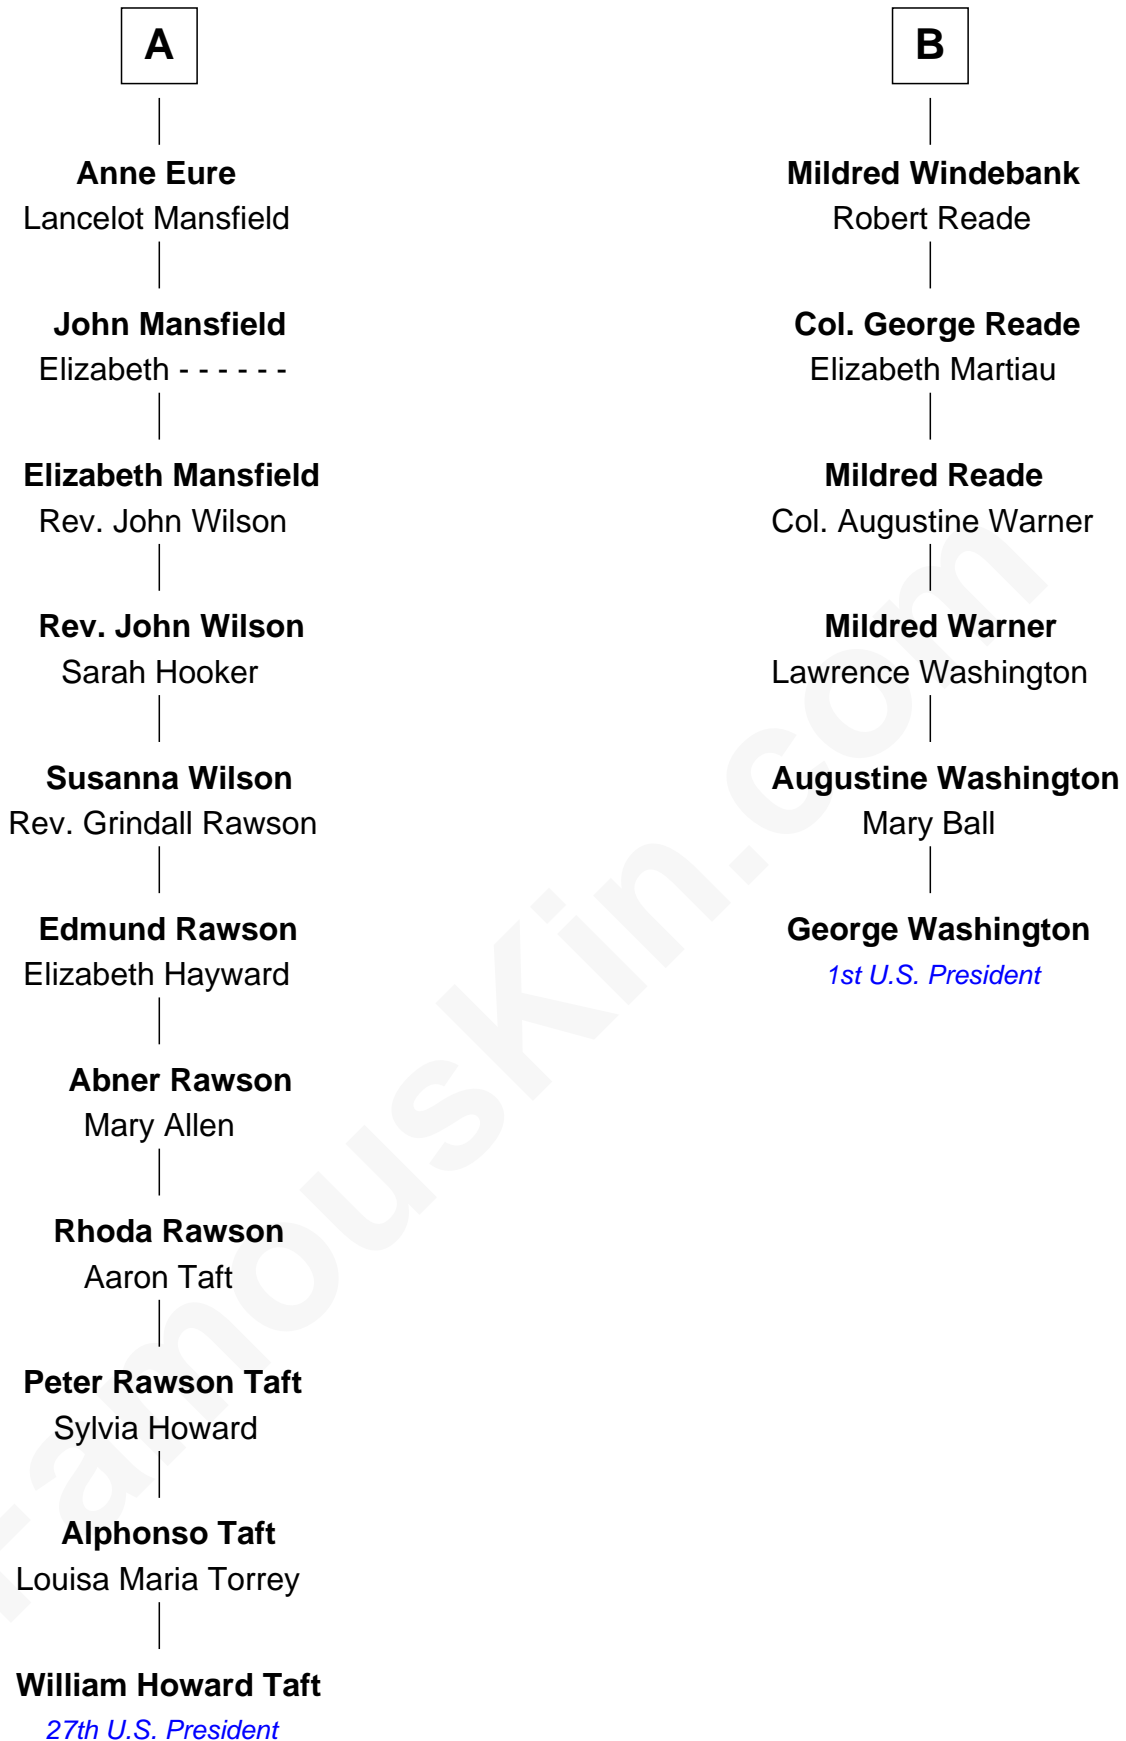 A
Anne Eure
Lancelot Mansfield
John Mansfield
Elizabeth - - - - - -
Elizabeth Mansfield
Rev. John Wilson
Rev. John Wilson
Sarah Hooker
Susanna Wilson
Rev. Grindall Rawson
Edmund Rawson
Elizabeth Hayward
Abner Rawson
Mary Allen
Rhoda Rawson
Aaron Taft
Peter Rawson Taft
Sylvia Howard
Alphonso Taft
Louisa Maria Torrey
William Howard Taft
27th U.S. President
B
Mildred Windebank
Robert Reade
Col. George Reade
Elizabeth Martiau
Mildred Reade
Col. Augustine Warner
Mildred Warner
Lawrence Washington
Augustine Washington
Mary Ball
George Washington
1st U.S. President
FamousKin.com